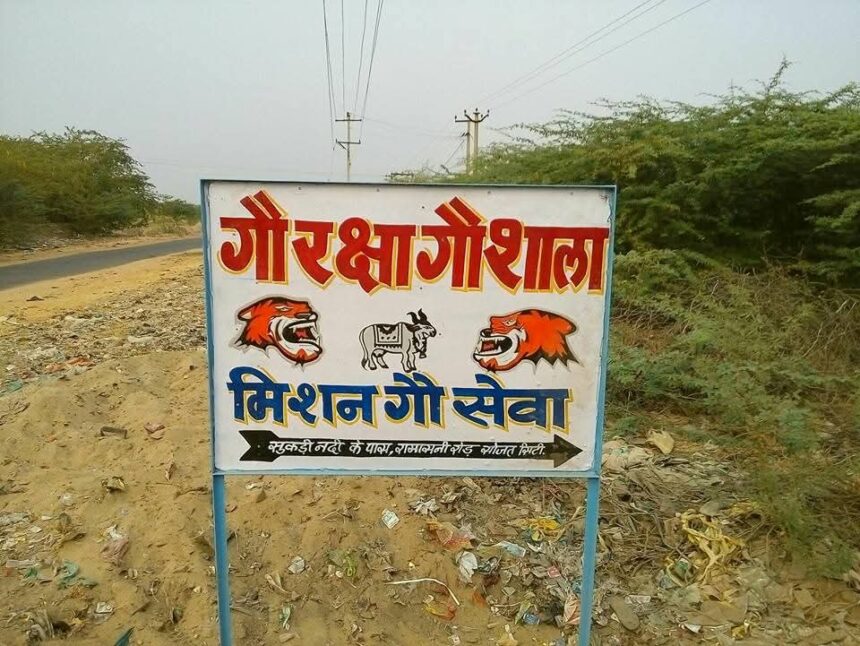 गौ रक्षा गौशाला
मिशन गौ सेवा
सुकडी नदी के पास, रामासनी रोड़ सोजत सिटी.